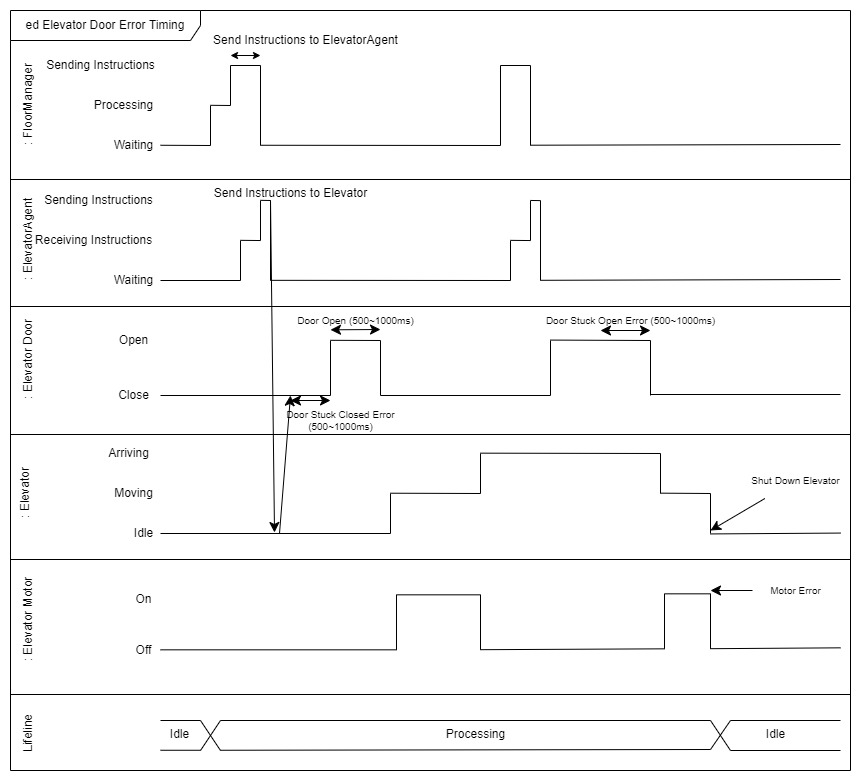 ed Elevator Door Error Timing
Send Instructions to ElevatorAgent
: FloorManager
Sending Instructions
Processing
Waiting
: ElevatorAgent
Send Instructions to Elevator
Sending Instructions
Receiving Instructions
Waiting
: Elevator Door
Door Open (500~1000ms)
Door Stuck Open Error (500~1000ms)
Open
Close
Door Stuck Closed Error
(500~1000ms)
: Elevator
Arriving
Moving
Idle
Shut Down Elevator
: Elevator Motor
On
Off
Motor Error
Lifeline
Idle
Processing
Idle